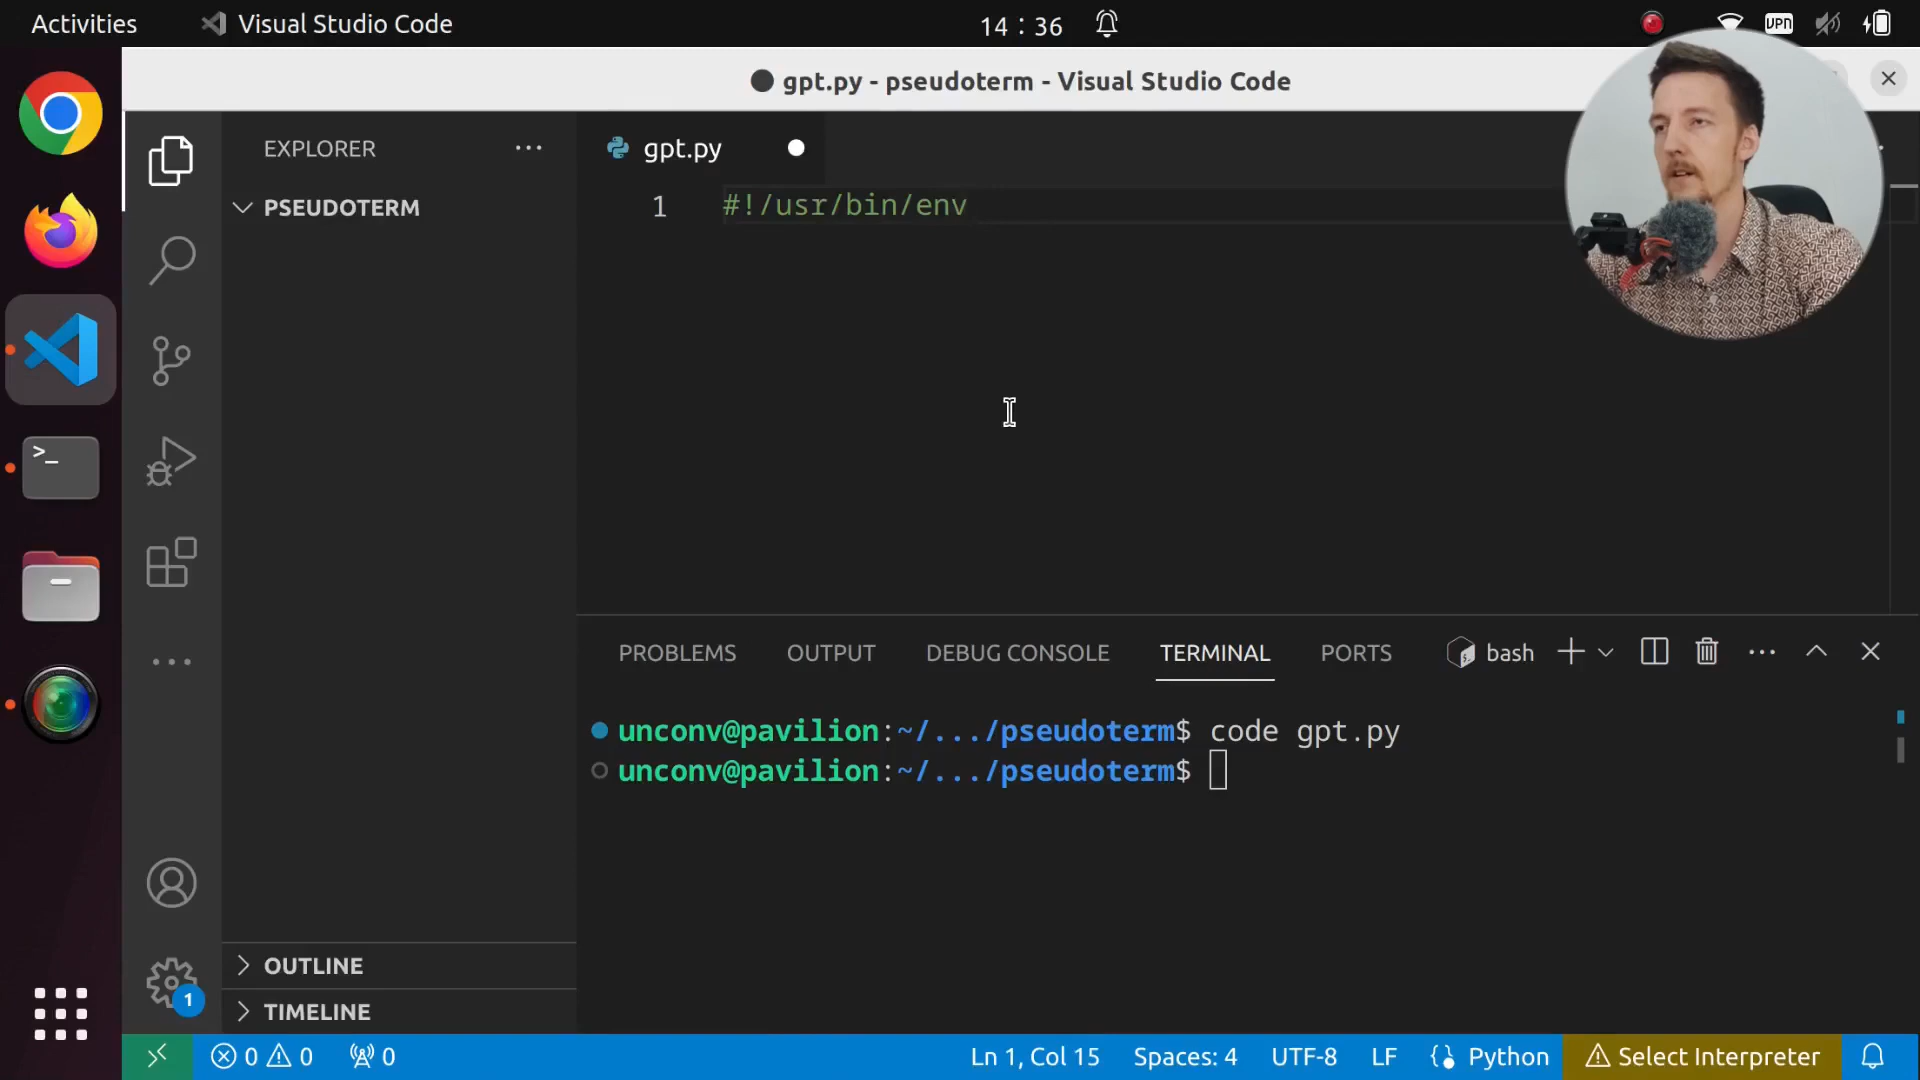 Activities
Visual Studio Code
14 : 36
VPN
gpt.py - pseudoterm - Visual Studio Code
EXPLORER
gpt.py
PSEUDOTERM
1
#!/usr/bin/env
PROBLEMS
OUTPUT
DEBUG CONSOLE
TERMINAL
PORTS
bash
unconv@pavilion:~/.../pseudoterm$ code gpt.py
unconv@pavilion:~/.../pseudoterm$
OUTLINE
1
TIMELINE
0 0
0
Ln 1, Col 15
Spaces: 4
UTF-8
LF
Python
Select Interpreter